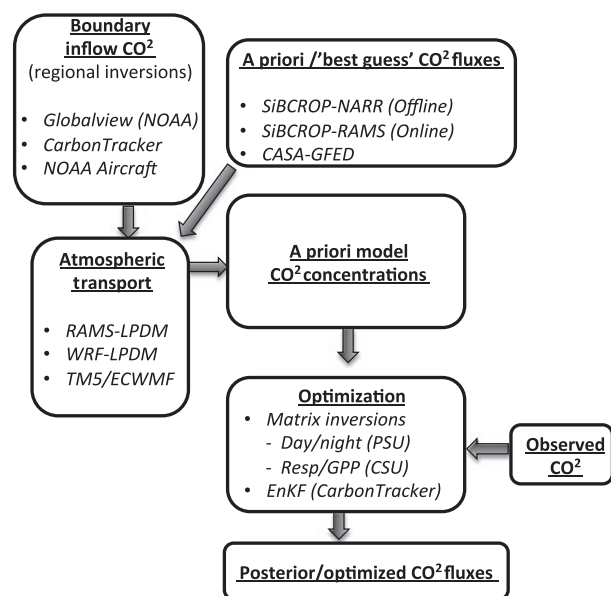 Boundary
inflow CO²
(regional inversions)
• Globalview (NOAA)
• CarbonTracker
• NOAA Aircraft
A priori /'best guess' CO² fluxes
• SiBCROP-NARR (Offline)
• SiBCROP-RAMS (Online)
• CASA-GFED
Atmospheric
transport
• RAMS-LPDM
• WRF-LPDM
• TM5/ECWMF
A priori model
CO² concentrations
Optimization
• Matrix inversions
- Day/night (PSU)
- Resp/GPP (CSU)
• EnKF (CarbonTracker)
Observed
CO²
Posterior/optimized CO² fluxes